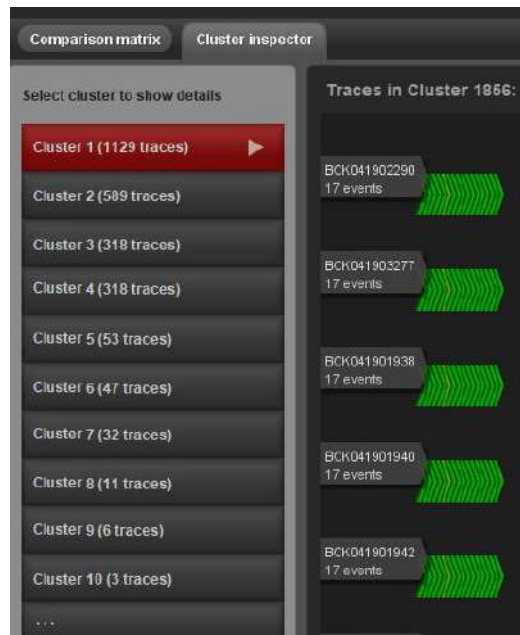 Comparison matrix
Cluster inspector
Select cluster to show details
Cluster 1 (1129 traces)
Cluster 2 (589 traces)
Cluster 3 (318 traces)
Cluster 4 (318 traces)
Cluster 5 (53 traces)
Cluster 6 (47 traces)
Cluster 7 (32 traces)
Cluster 8 (11 traces)
Cluster 9 (6 traces)
Cluster 10 (3 traces)
...
Traces in Cluster 1856:
BCK041902290
17 events
BCK041903277
17 events
BCK041901938
17 events
BCK041901940
17 events
BCK041901942
17 events